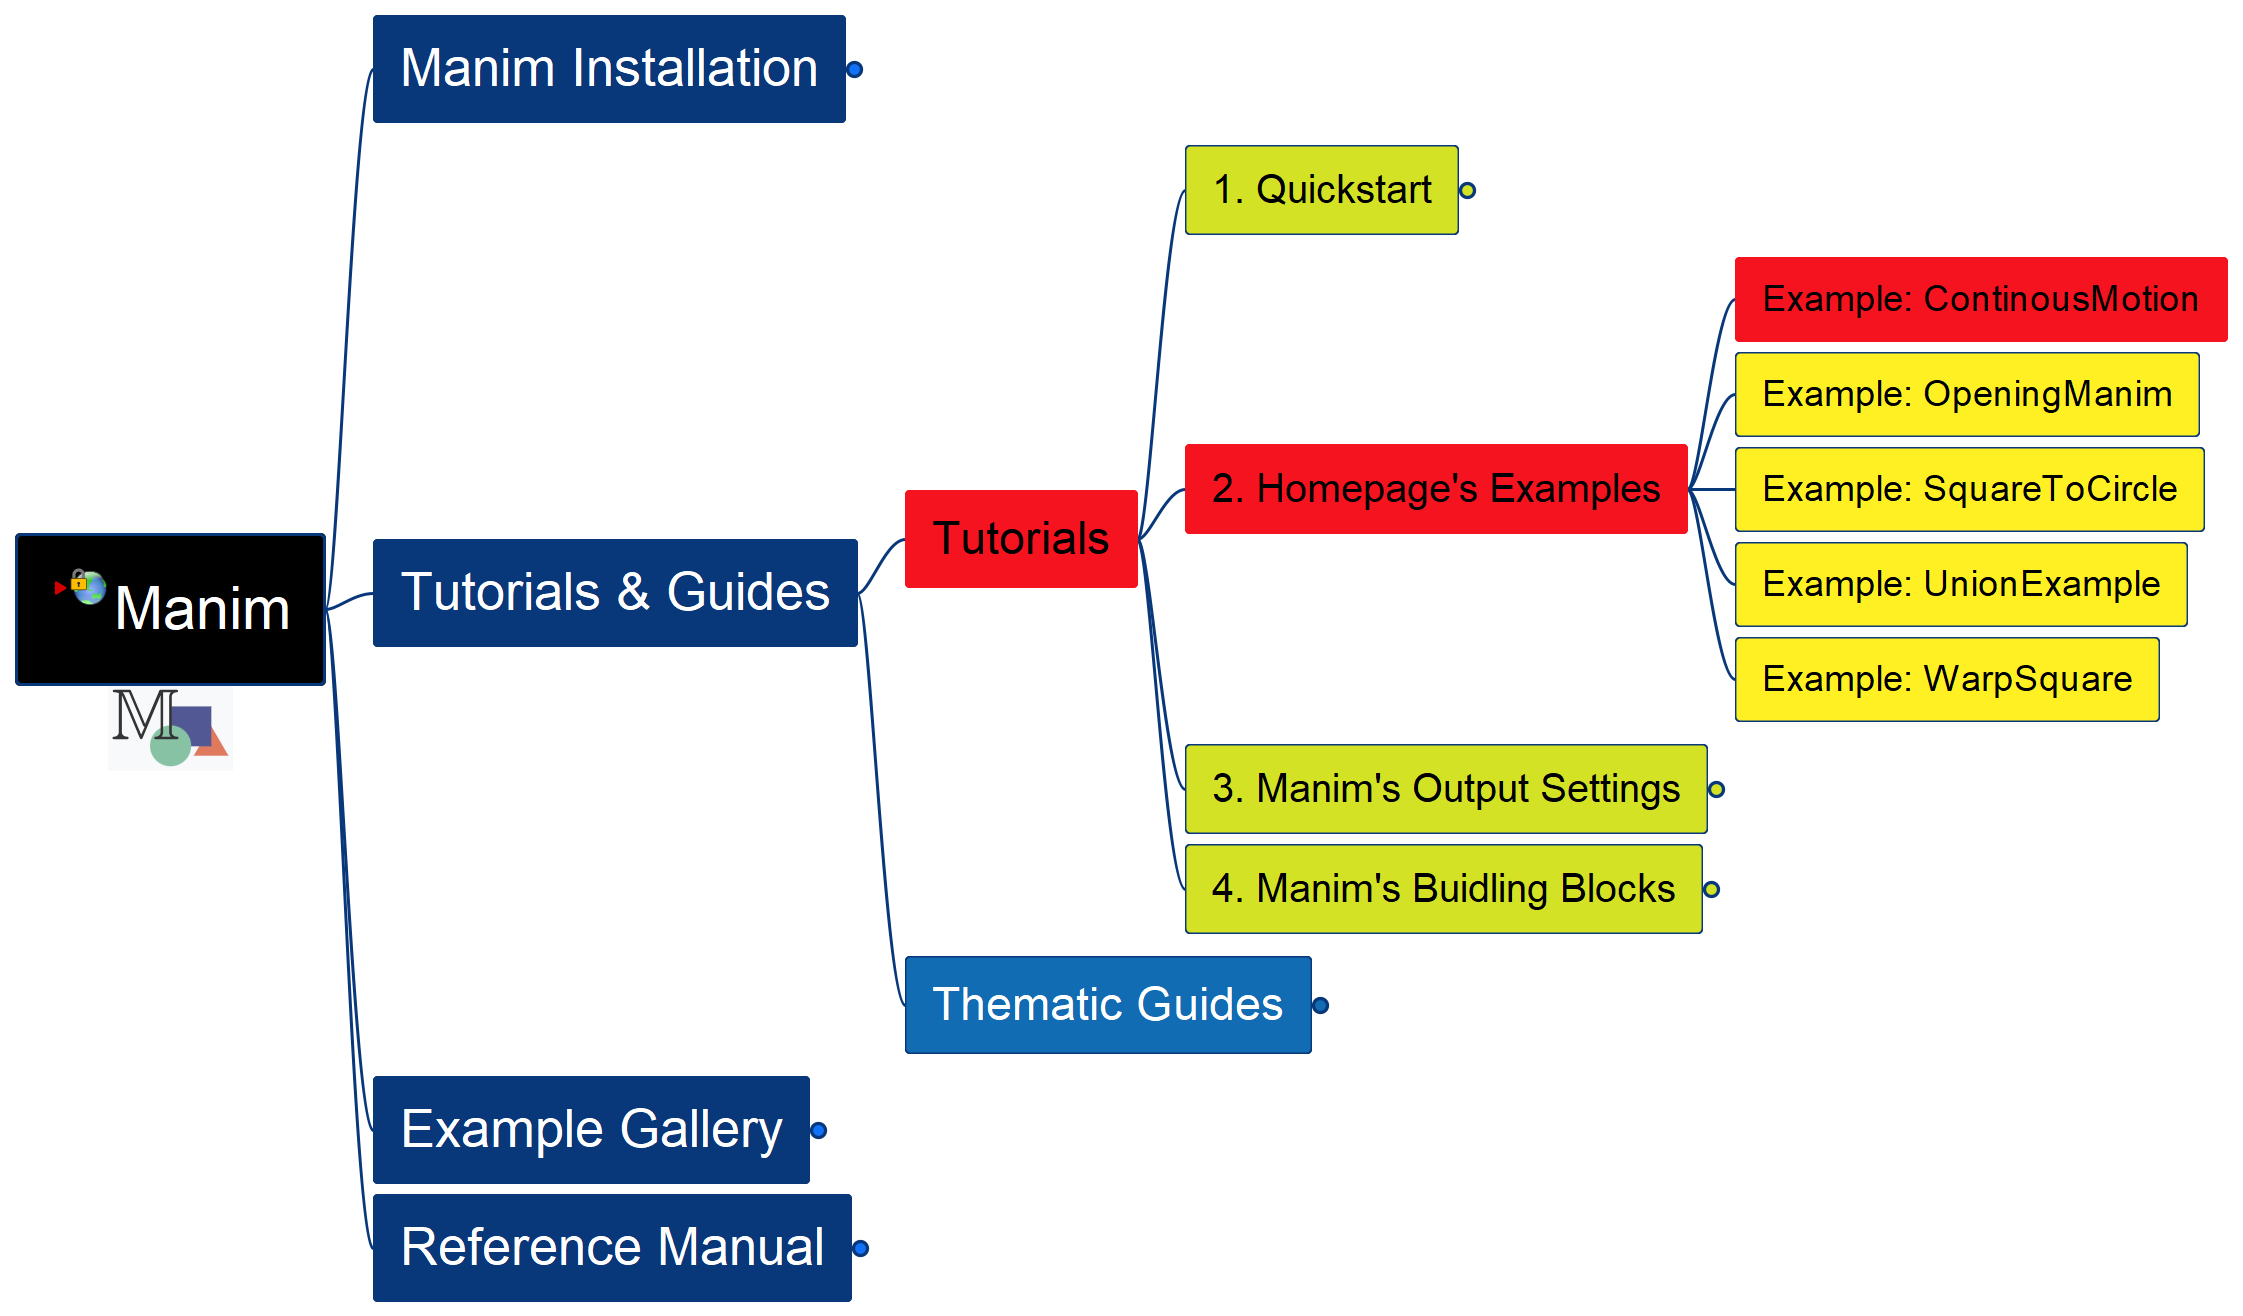 Manim Installation
1. Quickstart
Example: ContinousMotion
Example: OpeningManim
2. Homepage's Examples
Example: SquareToCircle
Tutorials
Example: UnionExample
Manim
Tutorials & Guides
Example: WarpSquare
M
3. Manim's Output Settings
4. Manim's Buidling Blocks
Thematic Guides
Example Gallery
Reference Manual